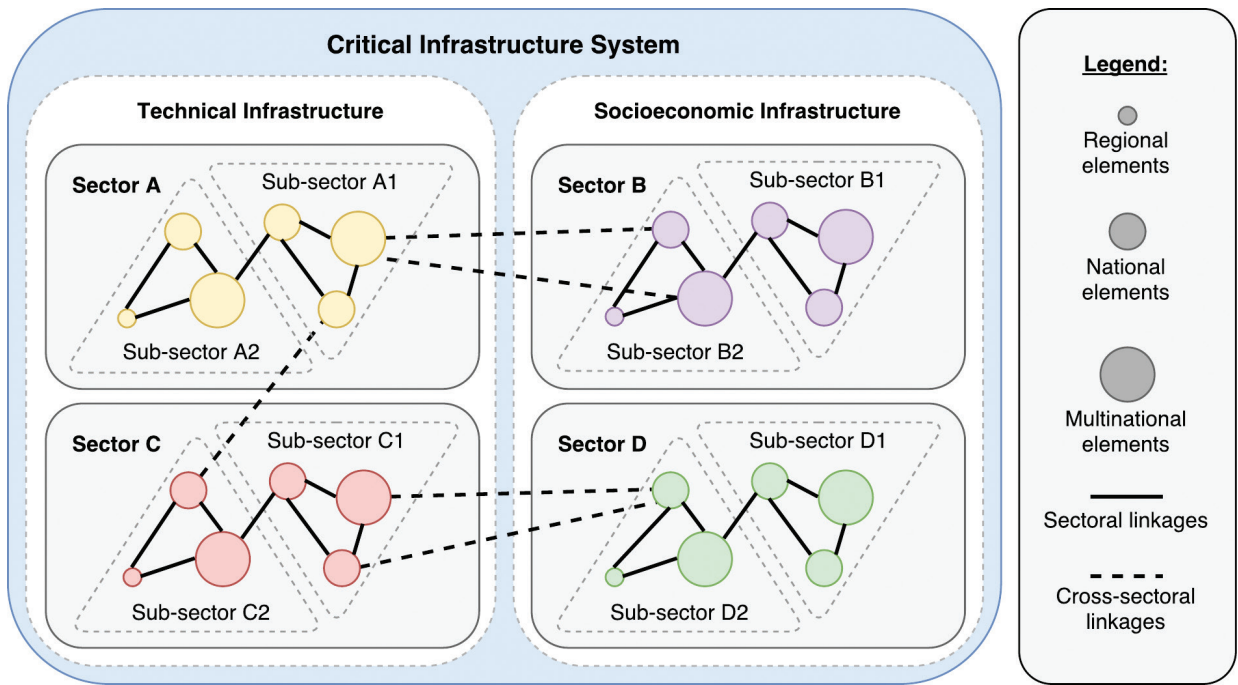 Critical Infrastructure System
Technical Infrastructure
Sector A
Sub-sector A1
Sub-sector A2
Sector C
Sub-sector C1
Sub-sector C2
Socioeconomic Infrastructure
Sector B
Sub-sector B1
Sub-sector B2
Sector D
Sub-sector D1
Sub-sector D2
Legend:
Regional
elements
National
elements
Multinational
elements
Sectoral linkages
Cross-sectoral
linkages